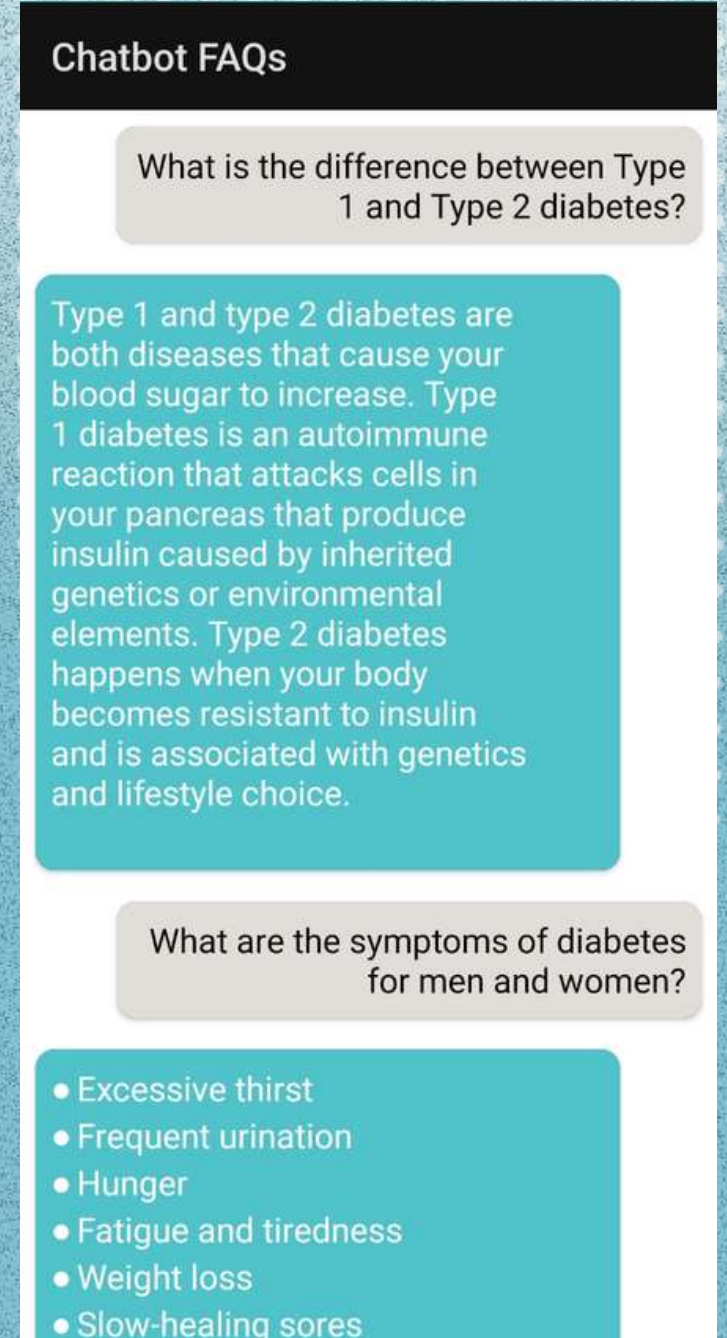 Chatbot FAQs
What is the difference between Type
1 and Type 2 diabetes?
Type 1 and type 2 diabetes are
both diseases that cause your
blood sugar to increase. Type
1 diabetes is an autoimmune
reaction that attacks cells in
your pancreas that produce
insulin caused by inherited
genetics or environmental
elements. Type 2 diabetes
happens when your body
becomes resistant to insulin
and is associated with genetics
and lifestyle choice.
What are the symptoms of diabetes
for men and women?
● Excessive thirst
● Frequent urination
● Hunger
● Fatigue and tiredness
● Weight loss
● Slow-healing sores